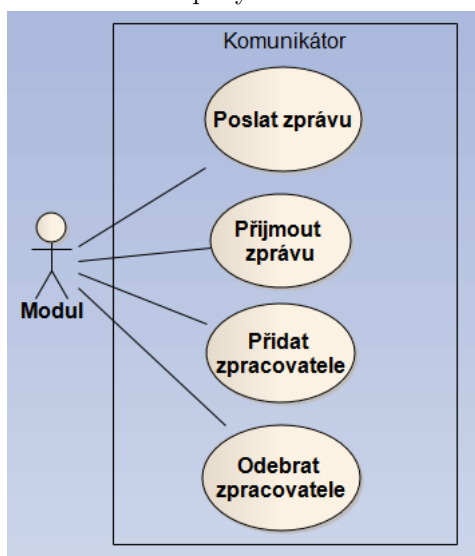 Komunikátor
Poslat zprávu
Přijmout
zprávu
Modul
Přidat
zpracovatele
Odebrat
zpracovatele